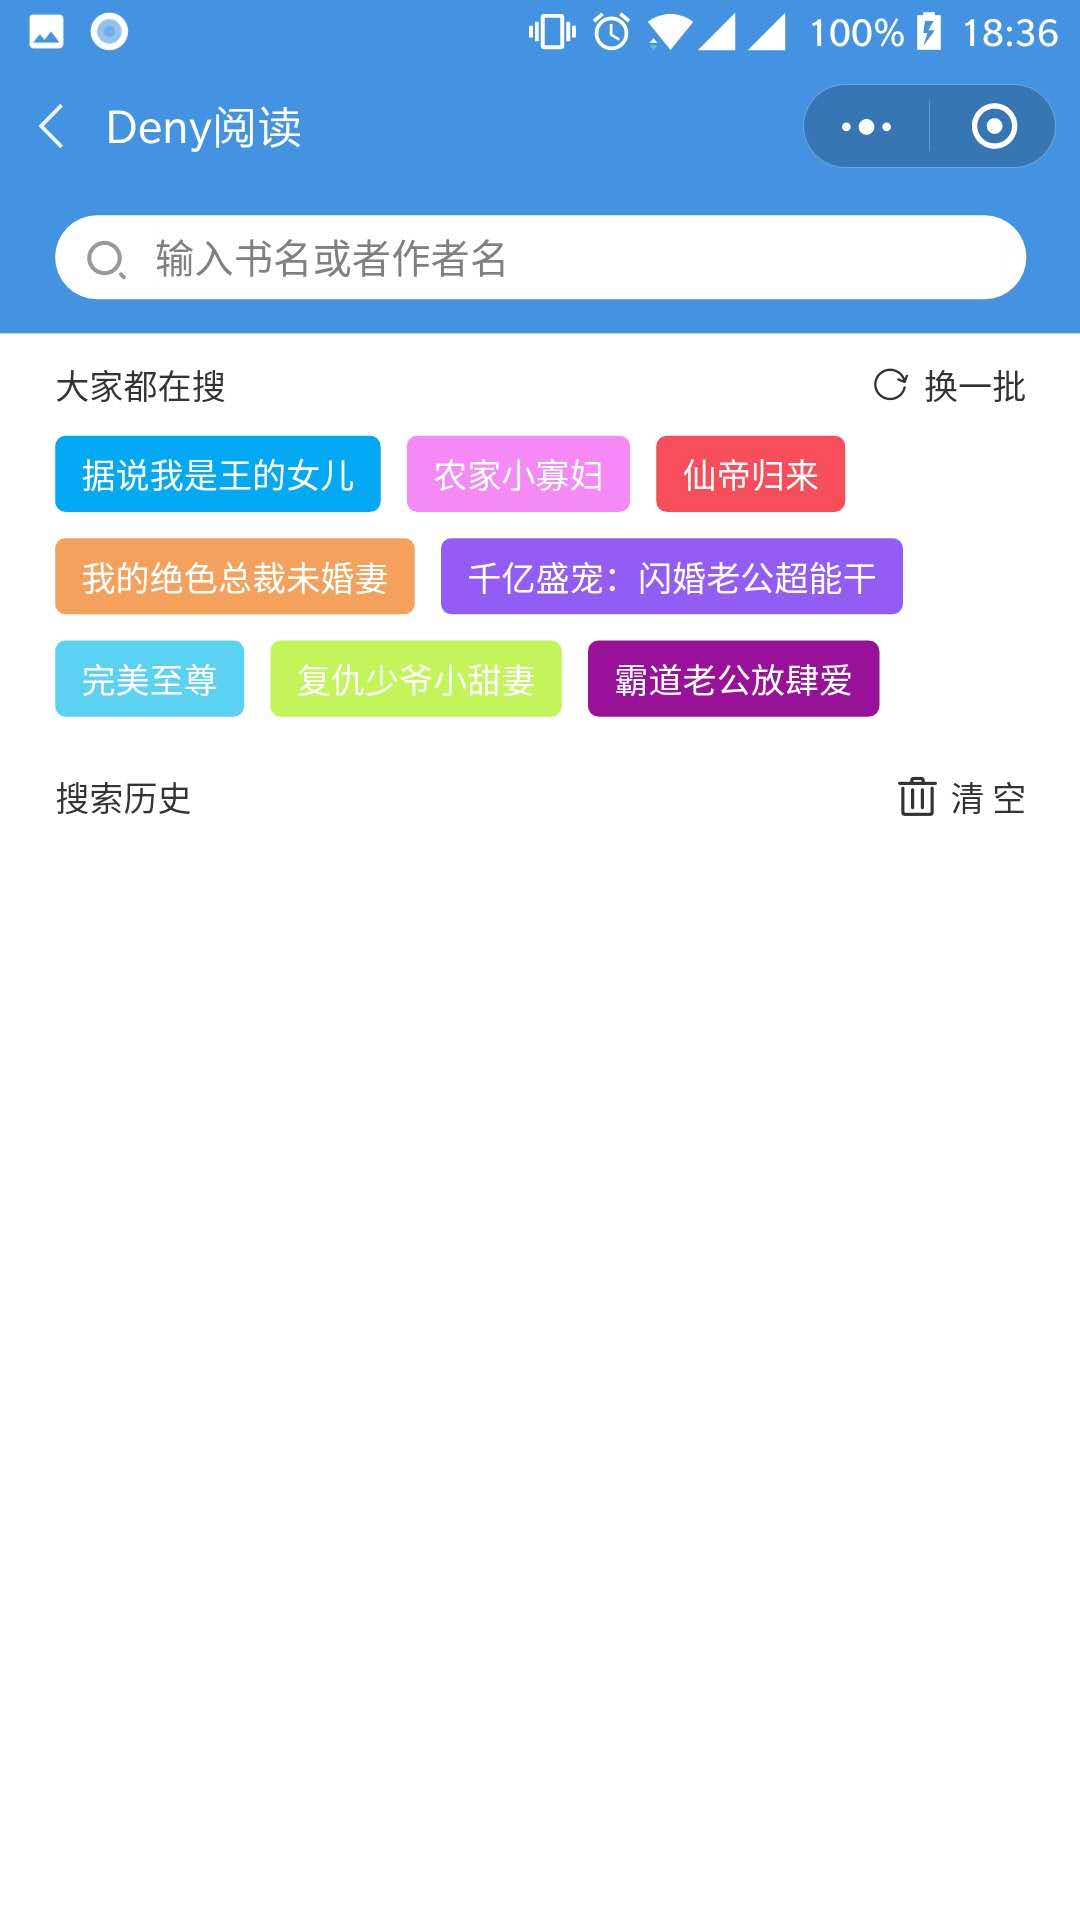 100% 18:36
Deny阅读
输入书名或者作者名
大家都在搜 换一批
据说我是王的女儿 农家小寡妇 仙帝归来
我的绝色总裁未婚妻 千亿盛宠：闪婚老公超能干
完美至尊 复仇少爷小甜妻 霸道老公放肆爱
搜索历史 清 空